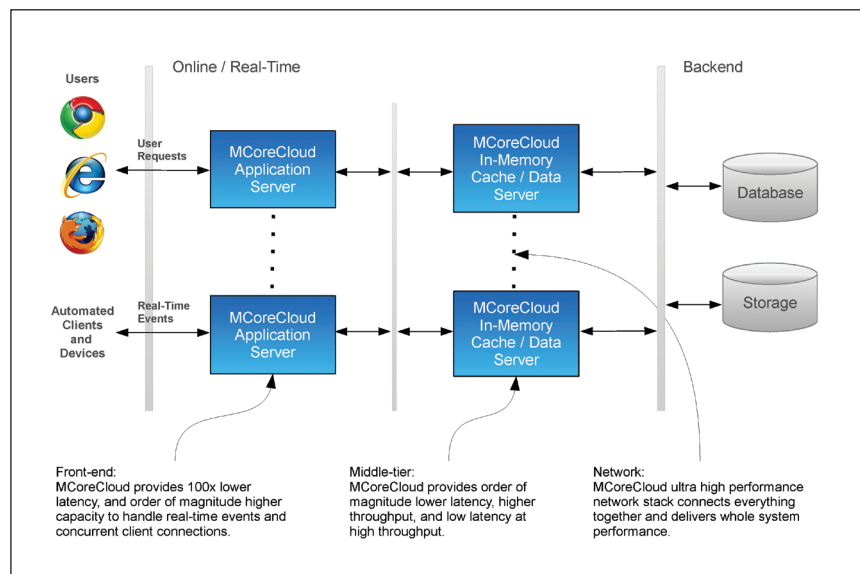 Users
Online / Real-Time
Backend
User
Requests
MCoreCloud
Application
Server
MCoreCloud
In-Memory
Cache / Data
Server
Database
Automated
Clients
and
Devices
Real-Time
Events
MCoreCloud
Application
Server
MCoreCloud
In-Memory
Cache / Data
Server
Storage
Front-end:
MCoreCloud provides 100x lower
latency, and order of magnitude higher
capacity to handle real-time events and
concurrent client connections.
Middle-tier:
MCoreCloud provides order of
magnitude lower latency, higher
throughput, and low latency at
high throughput.
Network:
MCoreCloud ultra high performance
network stack connects everything
together and delivers whole system
performance.